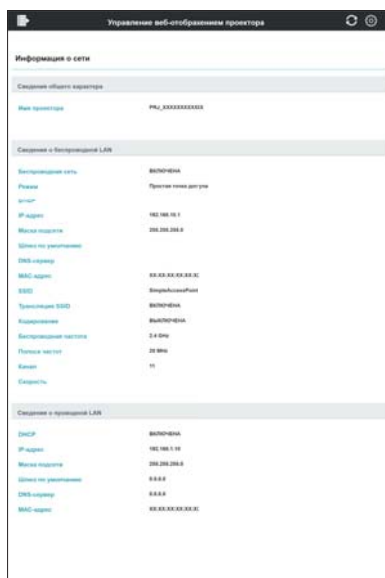 Управление веб-отображением проектора
Информация о сети
Сведения общего характера
Имя проектора PRJ_XXXXXXXXXXXX
Сведения о беспроводной LAN
Беспроводная сеть ВКЛЮЧЕНА
Режим Простая точка доступа
IP-адрес 192.168.10.1
Маска подсети 255.255.255.0
Шлюз по умолчанию
DNS-сервер
MAC-адрес XX:XX:XX:XX:XX:X
SSID SimpleAccessPoint
Трансляция SSID ВКЛЮЧЕНА
Кодирование ВЫКЛЮЧЕНА
Беспроводная частота 2.4 GHz
Полоса частот 20 MHz
Канал 11
Скорость
Сведения о проводной LAN
DHCP ВКЛЮЧЕНА
IP-адрес 192.168.1.10
Маска подсети 255.255.255.0
Шлюз по умолчанию 0.0.0.0
DNS-сервер 0.0.0.0
MAC-адрес XX:XX:XX:XX:XX:X